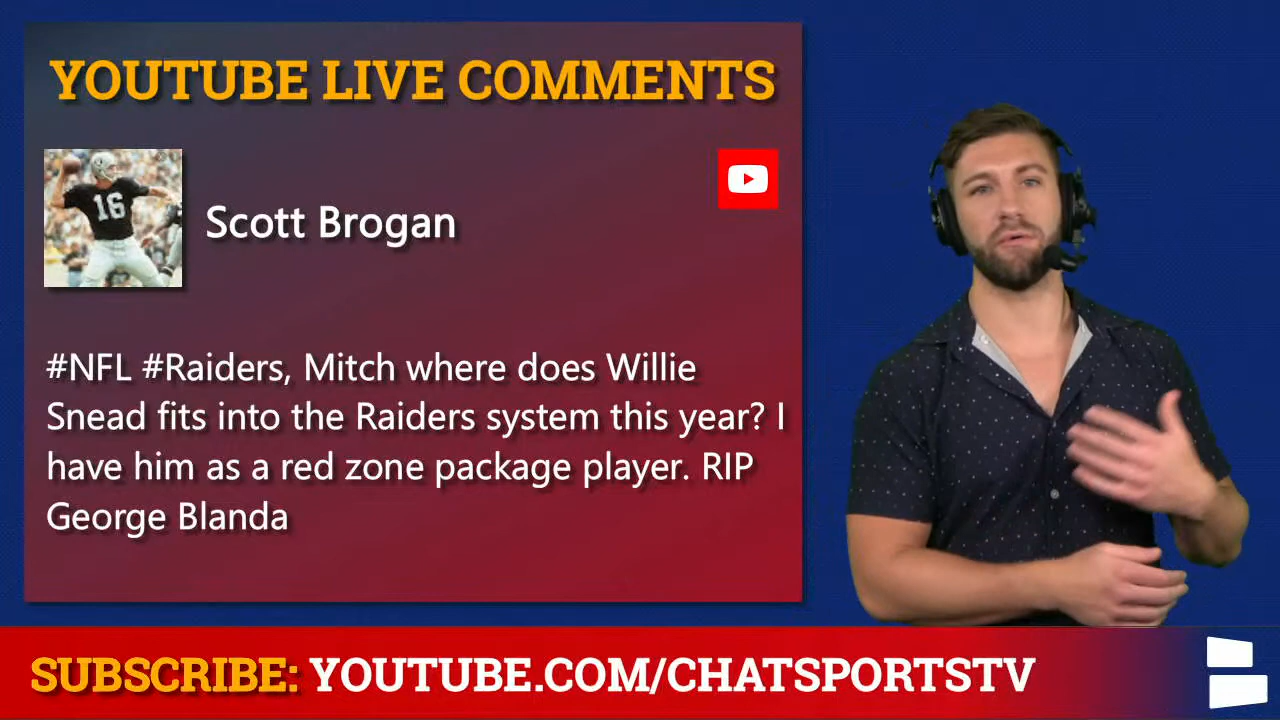 YOUTUBE LIVE COMMENTS
16
Scott Brogan
#NFL #Raiders, Mitch where does Willie
Snead fits into the Raiders system this year? I
have him as a red zone package player. RIP
George Blanda
SUBSCRIBE: YOUTUBE.COM/CHATSPORTSTV